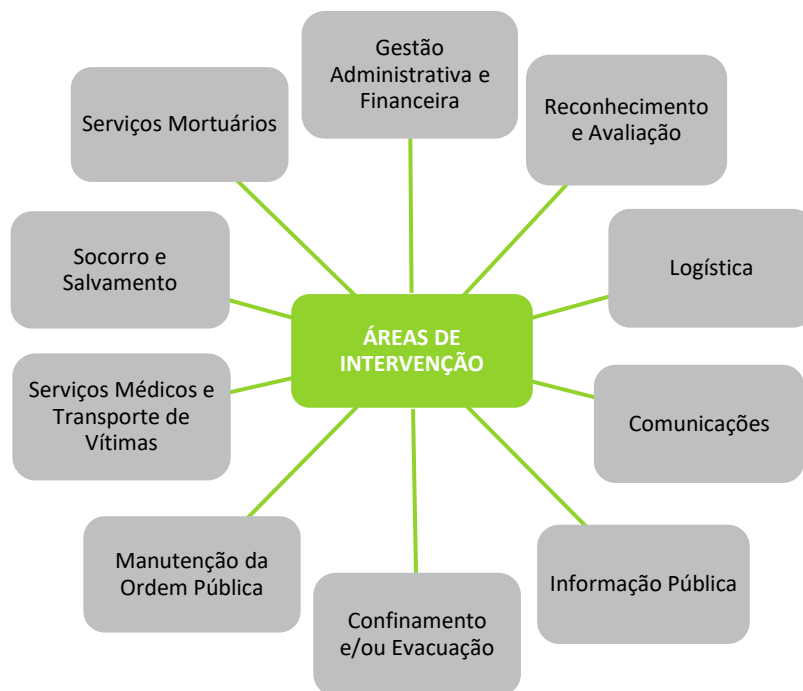 Gestão
Administrativa e
Financeira
Reconhecimento
e Avaliação
Logística
Comunicações
Informação Pública
Confinamento
e/ou Evacuação
Manutenção da
Ordem Pública
Serviços Médicos e
Transporte de
Vítimas
Socorro e
Salvamento
Serviços Mortuários
ÁREAS DE
INTERVENÇÃO